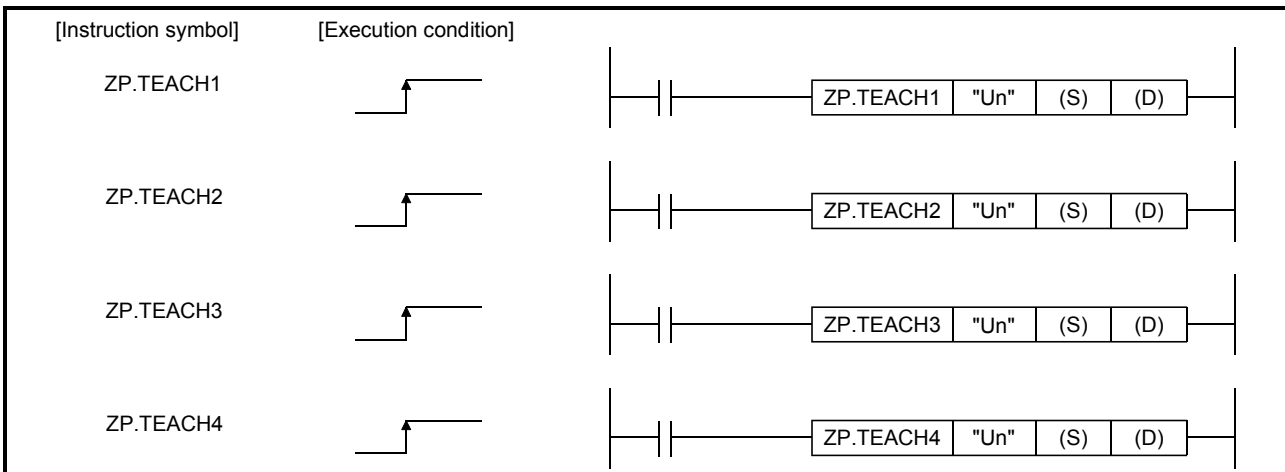 [Instruction symbol] [Execution condition]
ZP.TEACH1 ZP.TEACH1 "Un" (S) (D)
ZP.TEACH2 ZP.TEACH2 "Un" (S) (D)
ZP.TEACH3 ZP.TEACH3 "Un" (S) (D)
ZP.TEACH4 ZP.TEACH4 "Un" (S) (D)